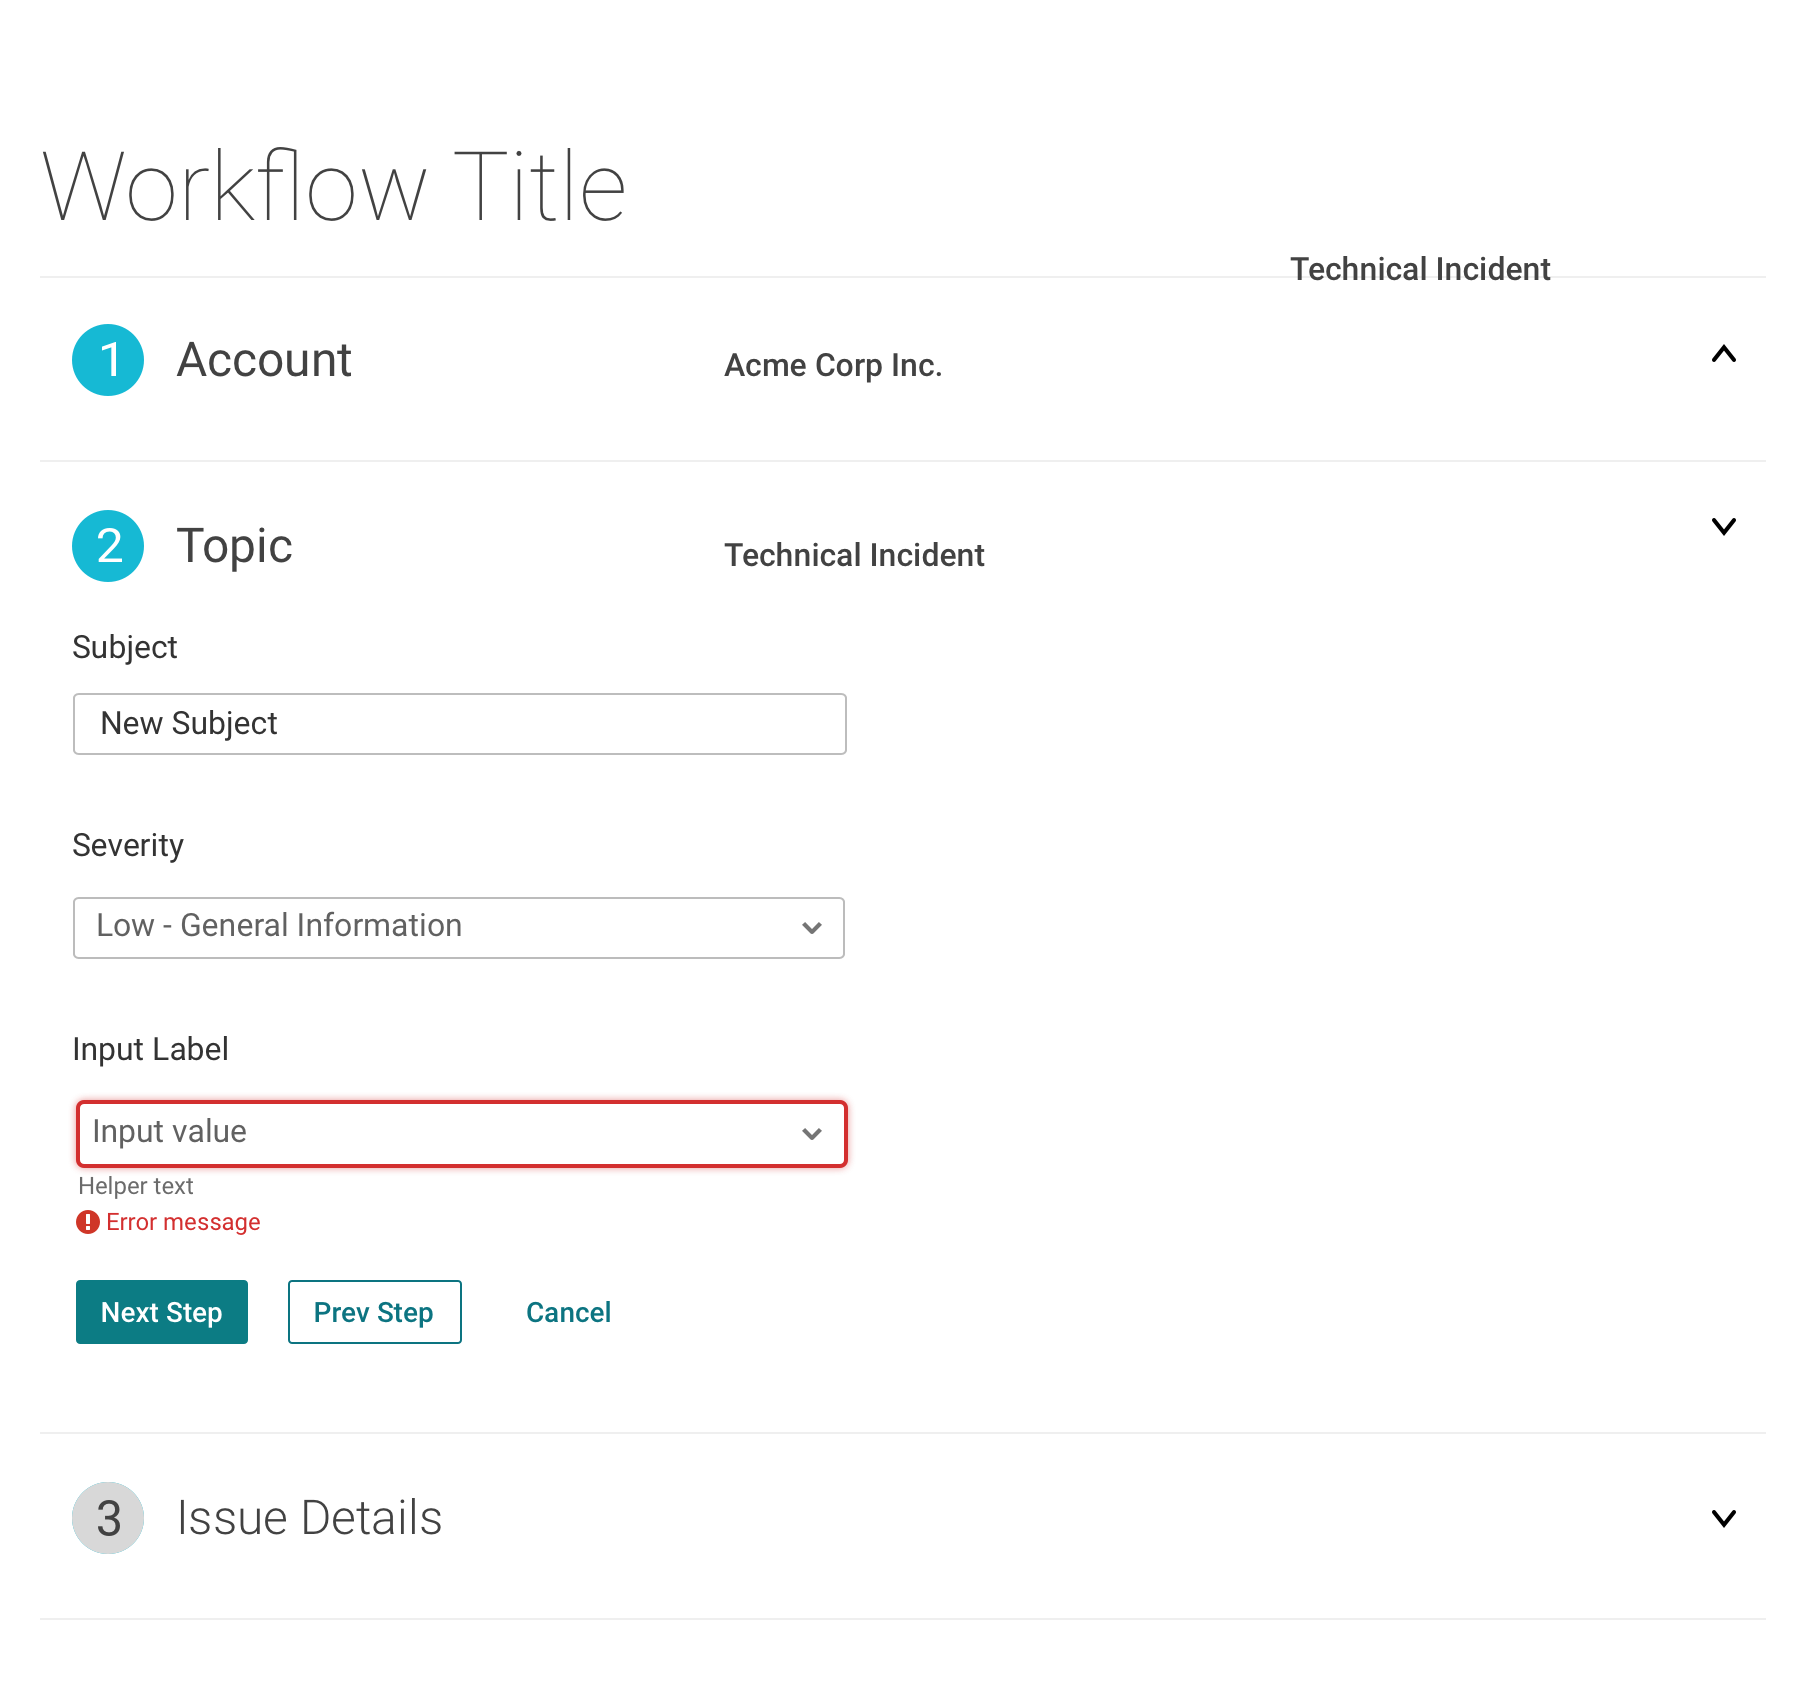 Workflow Title
Technical Incident
1 Account Acme Corp Inc.
2 Topic Technical Incident
Subject
New Subject
Severity
Low - General Information
Input Label
Input value
Helper text
Error message
Next Step Prev Step Cancel
3 Issue Details